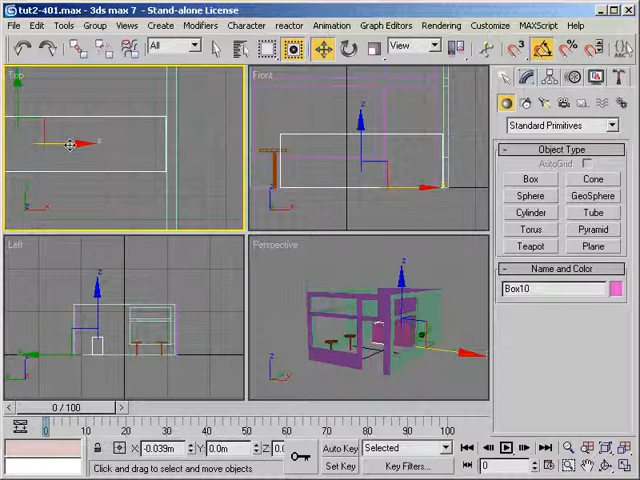 tut2-401.max - 3ds max 7 - Stand-alone License
File Edit Tools Group Views Create Modifiers Character reactor Animation Graph Editors Rendering Customize MAXScript Help
All View
Top Front
Standard Primitives
Object Type
AutoGrid
Box Cone
Sphere GeoSphere
Cylinder Tube
Torus Pyramid
Teapot Plane
Name and Color
Box10
Left Perspective
0 / 100
0 10 20 30 40 50 60 70 80 90 100
X: -0.039m Y: 0.0m Z: 0.0
Auto Key Selected
Click and drag to select and move objects
Set Key Key Filters... 0